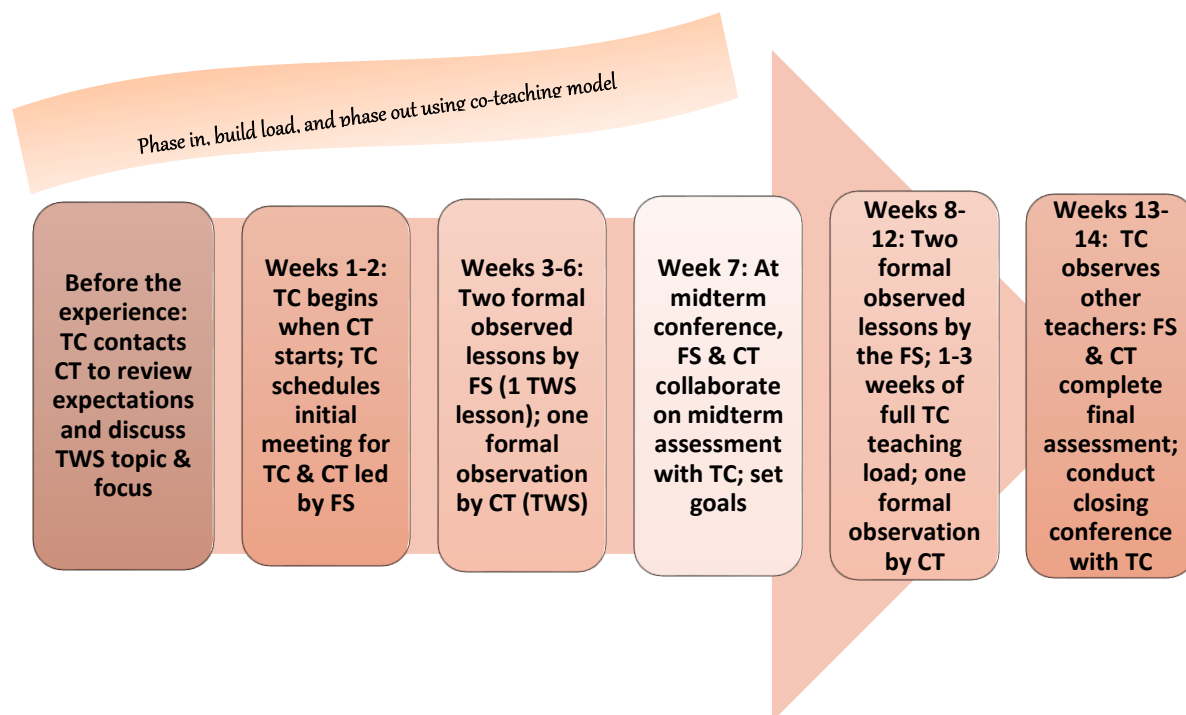 Phase in, build load, and phase out using co-teaching model
Before the
experience:
TC contacts
CT to review
expectations
and discuss
TWS topic &
focus
Weeks 1-2:
TC begins
when CT
starts; TC
schedules
initial
meeting for
TC & CT led
by FS
Weeks 3-6:
Two formal
observed
lessons by
FS (1 TWS
lesson); one
formal
observation
by CT (TWS)
Week 7: At
midterm
conference,
FS & CT
collaborate
on midterm
assessment
with TC; set
goals
Weeks 8-
12: Two
formal
observed
lessons by
the FS; 1-3
weeks of
full TC
teaching
load; one
formal
observation
by CT
Weeks 13-
14: TC
observes
other
teachers: FS
& CT
complete
final
assessment;
conduct
closing
conference
with TC